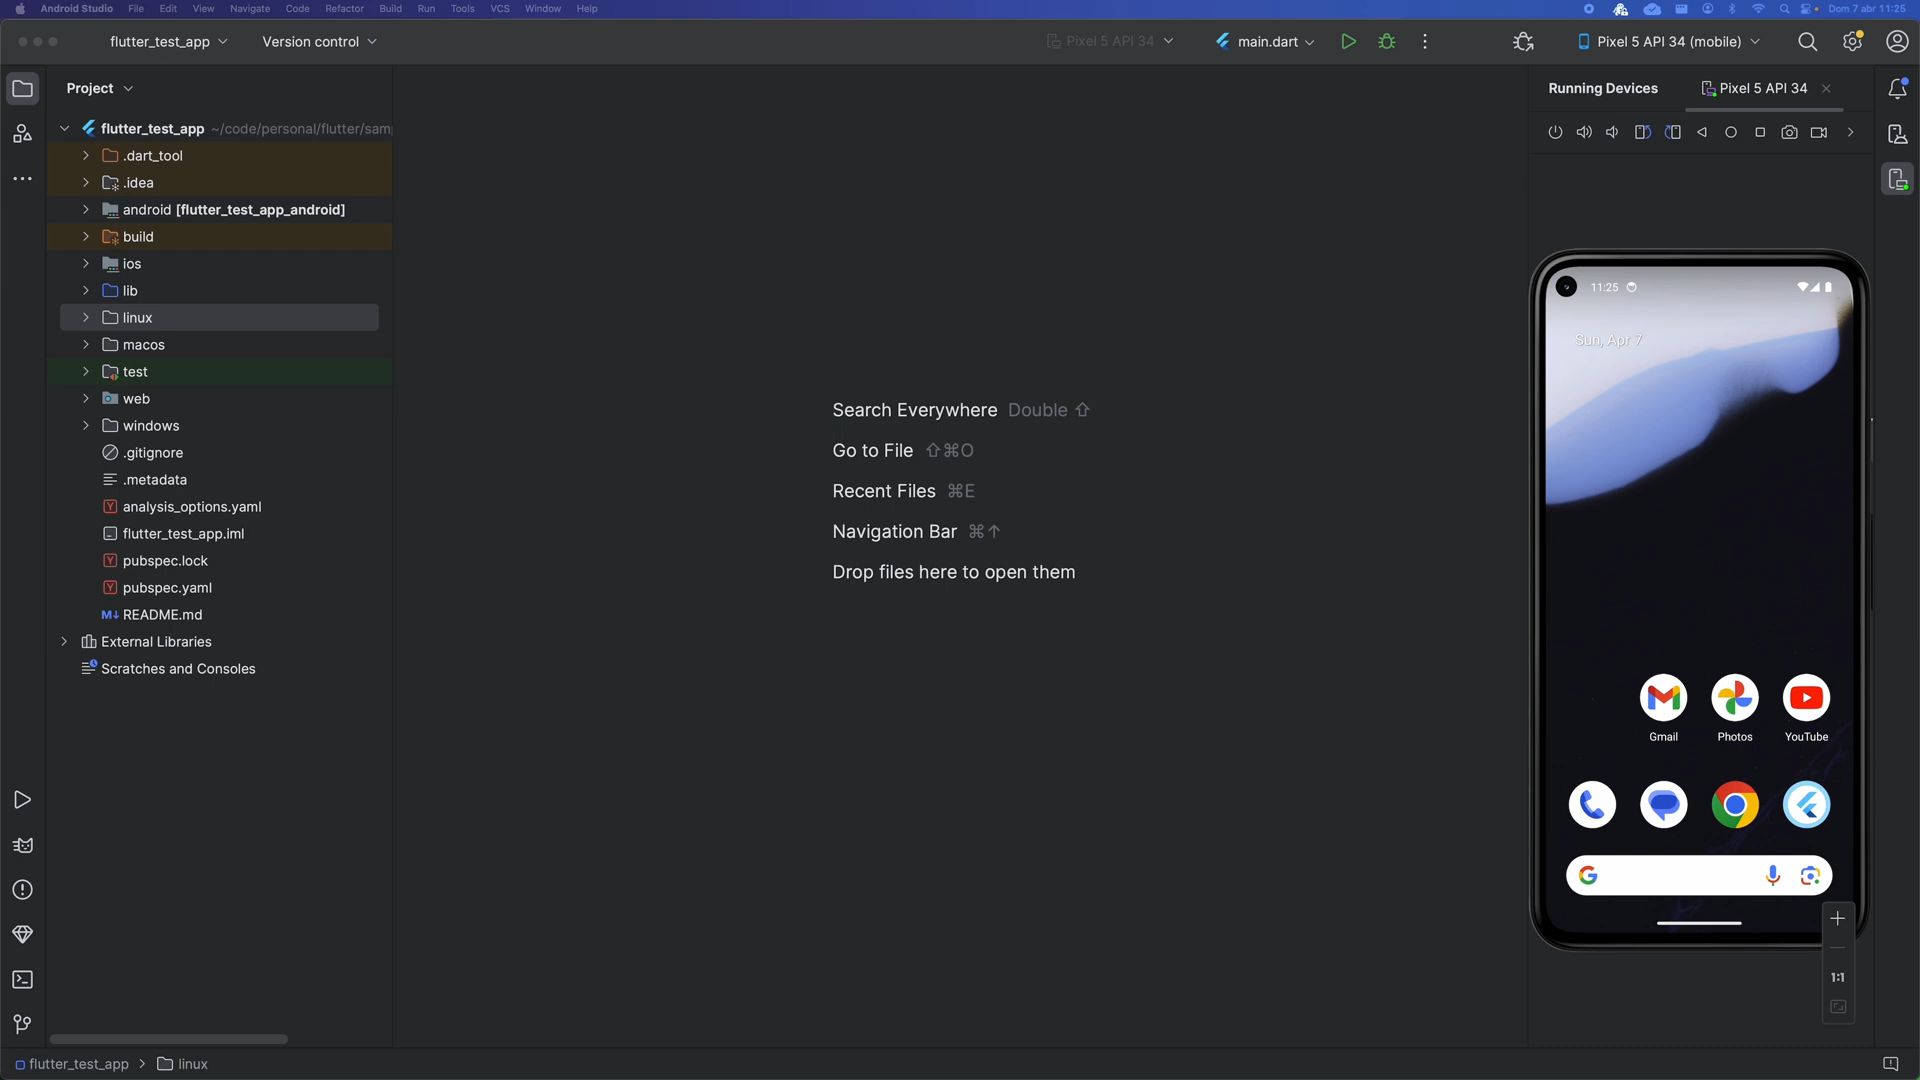 Android Studio File Edit View Navigate Code Refactor Build Run Tools VCS Window Help Dom 7 abr 11:25
flutter_test_app Version control Pixel 5 API 34 main.dart Pixel 5 API 34 (mobile)
Project Running Devices Pixel 5 API 34
flutter_test_app ~/code/personal/flutter/sam
.dart_tool
.idea
android [flutter_test_app_android]
build
ios
lib
linux
macos
test
web
windows
.gitignore
.metadata
analysis_options.yaml
flutter_test_app.iml
pubspec.lock
pubspec.yaml
README.md
External Libraries
Scratches and Consoles
Search Everywhere Double ⇧
Go to File ⇧⌘O
Recent Files ⌘E
Navigation Bar ⌘↑
Drop files here to open them
11:25
Sun, Apr 7
Gmail Photos YouTube
1:1
flutter_test_app linux